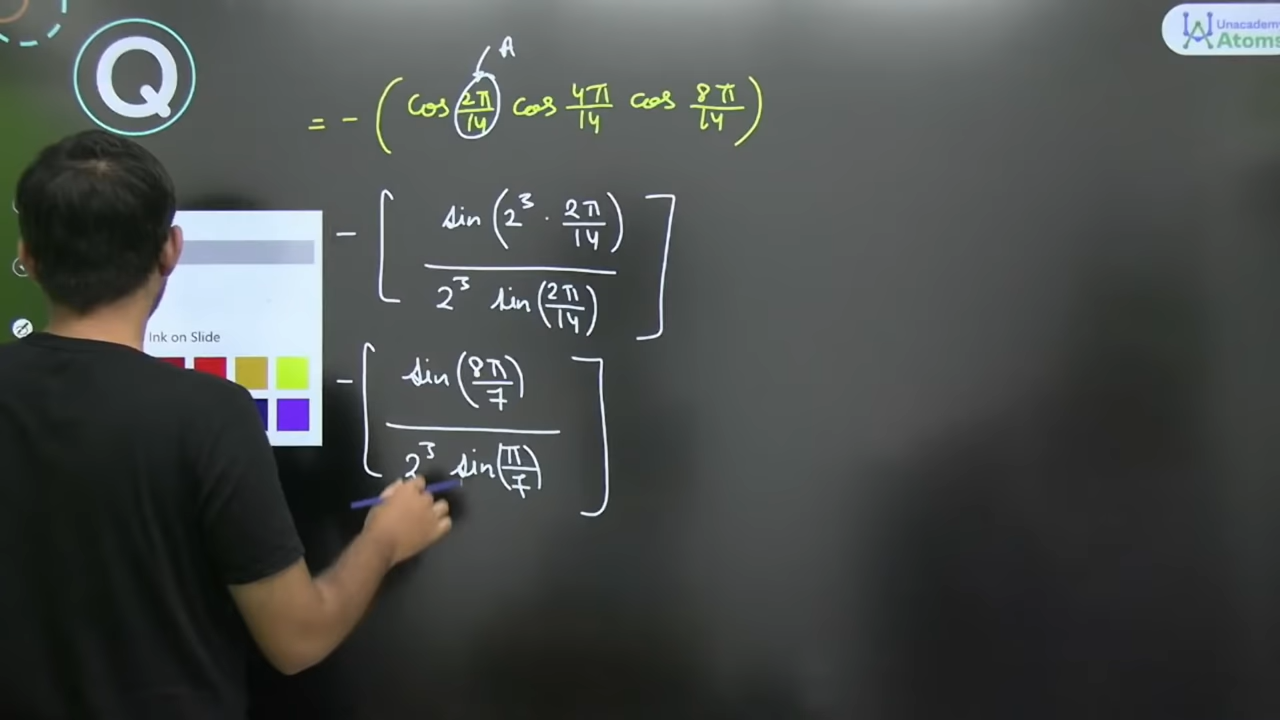 Q
A
Unacademy
Atoms
= - ( cos 2π/14 cos 4π/14 cos 8π/14 )
- [ sin (2³ · 2π/14) / 2³ sin (2π/14) ]
Ink on Slide
- [ sin (8π/7) / 2³ sin (π/7) ]